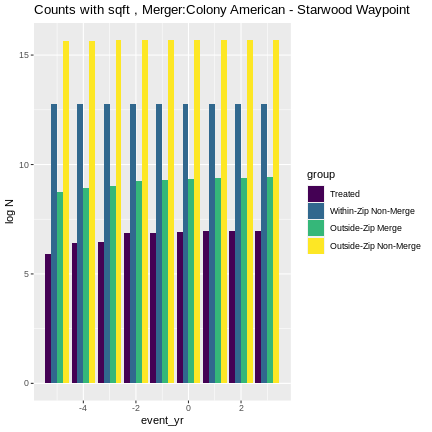 Counts with sqft , Merger:Colony American - Starwood Waypoint
15
10
5
0
log N
-4
-2
0
2
event_yr
group
Treated
Within-Zip Non-Merge
Outside-Zip Merge
Outside-Zip Non-Merge